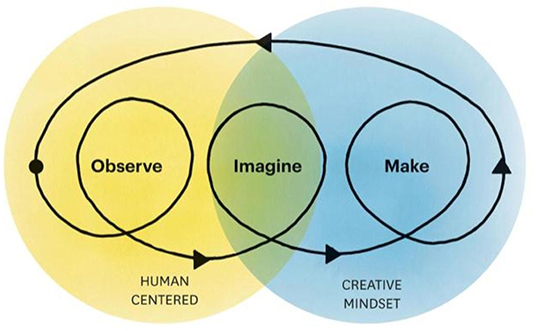 Observe
Imagine
Make
HUMAN
CENTERED
CREATIVE
MINDSET